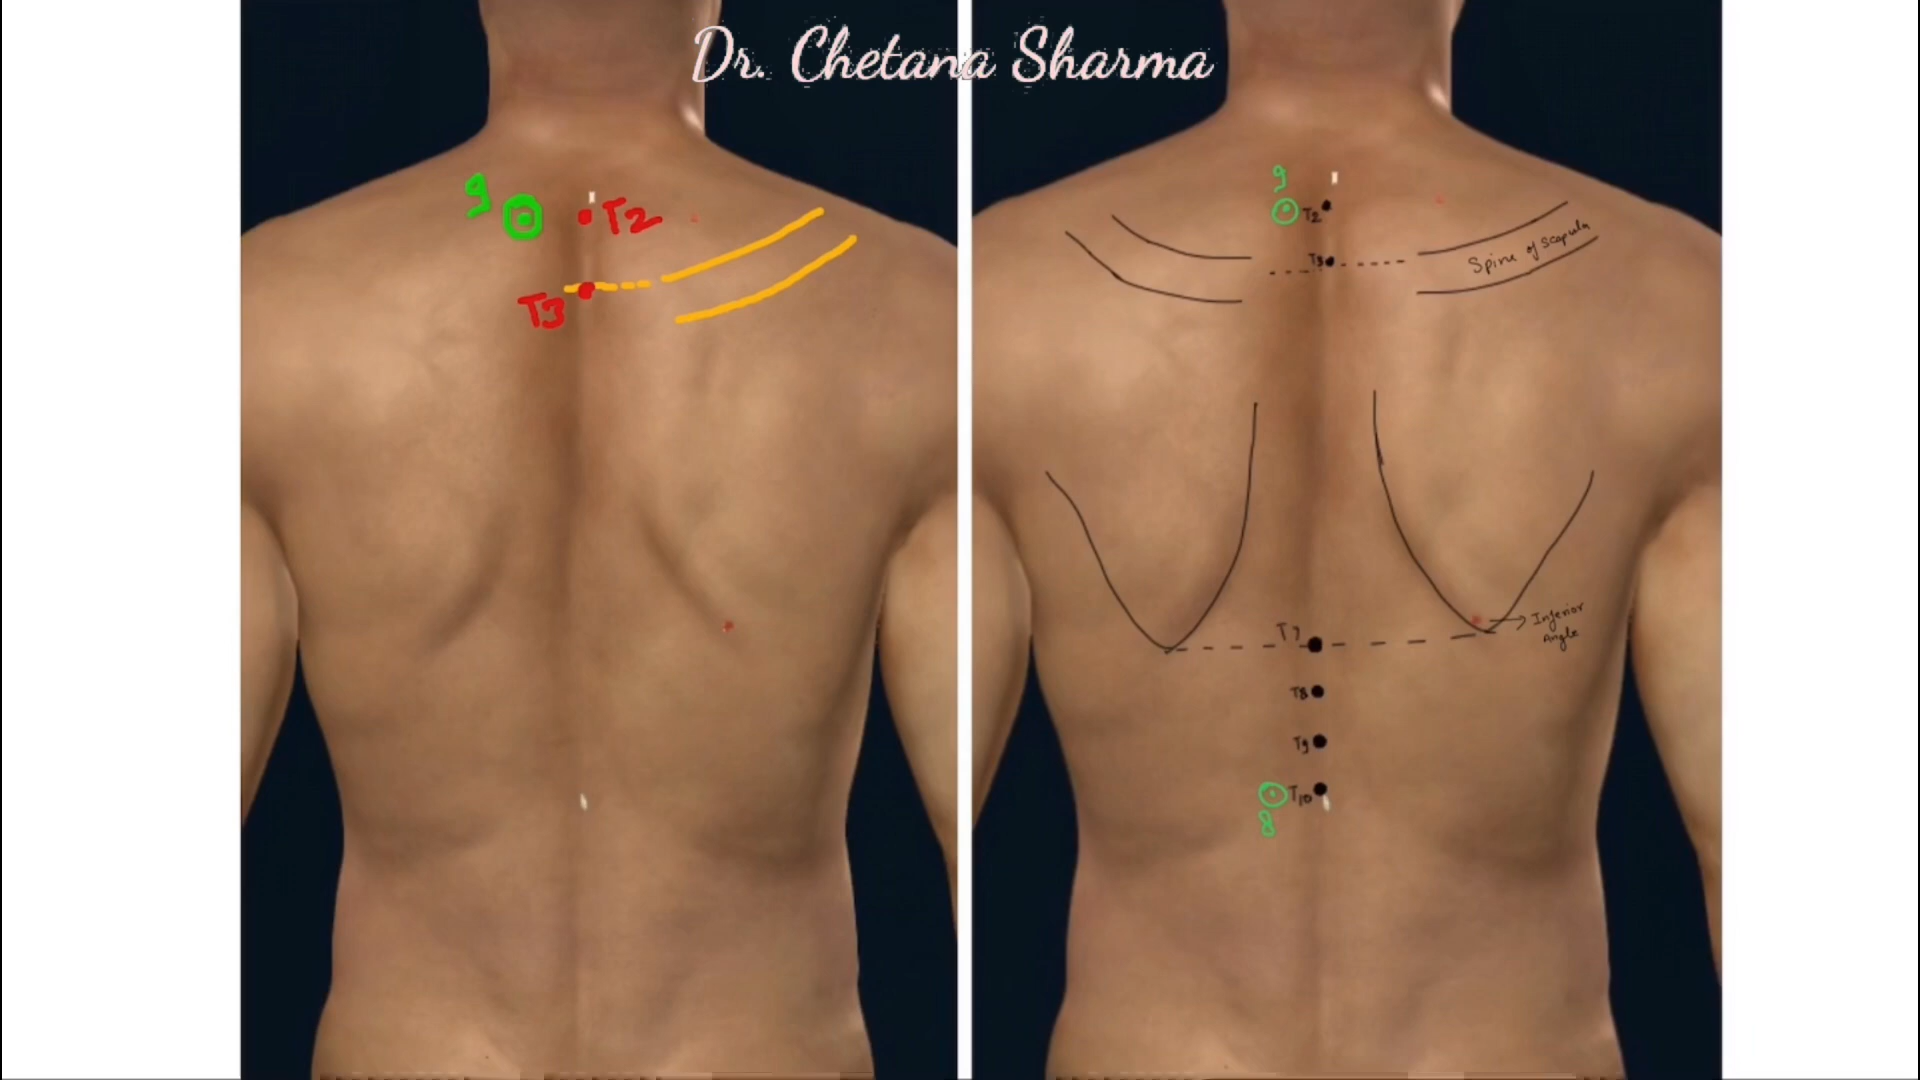 Dr. Chetana Sharma
9
T2
T3
9
T2
T3
Spine of Scapula
T7
Inferior
Angle
T8
T9
T10
8